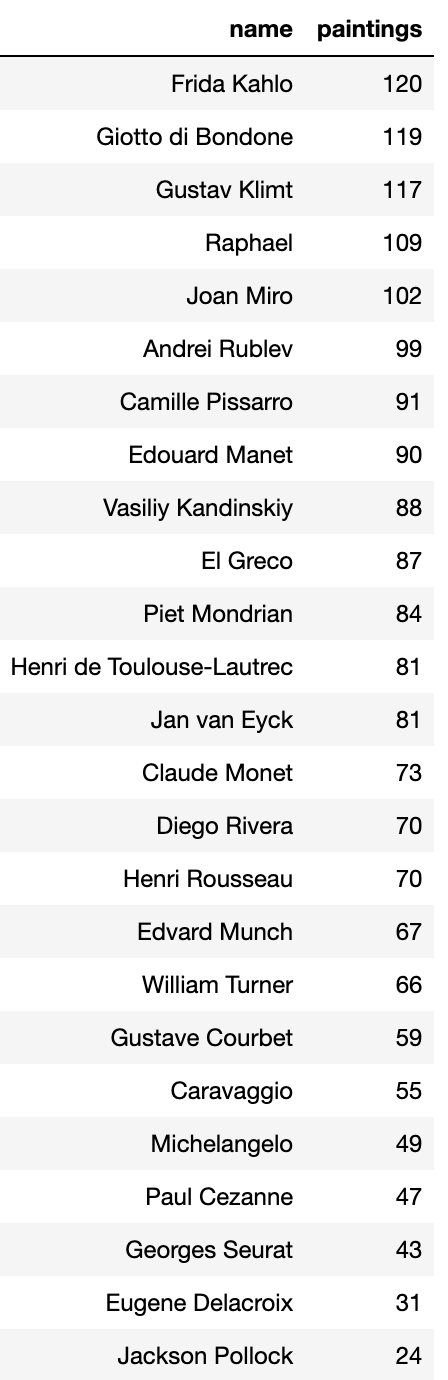 name paintings
Frida Kahlo 120
Giotto di Bondone 119
Gustav Klimt 117
Raphael 109
Joan Miro 102
Andrei Rublev 99
Camille Pissarro 91
Edouard Manet 90
Vasiliy Kandinskiy 88
El Greco 87
Piet Mondrian 84
Henri de Toulouse-Lautrec 81
Jan van Eyck 81
Claude Monet 73
Diego Rivera 70
Henri Rousseau 70
Edvard Munch 67
William Turner 66
Gustave Courbet 59
Caravaggio 55
Michelangelo 49
Paul Cezanne 47
Georges Seurat 43
Eugene Delacroix 31
Jackson Pollock 24